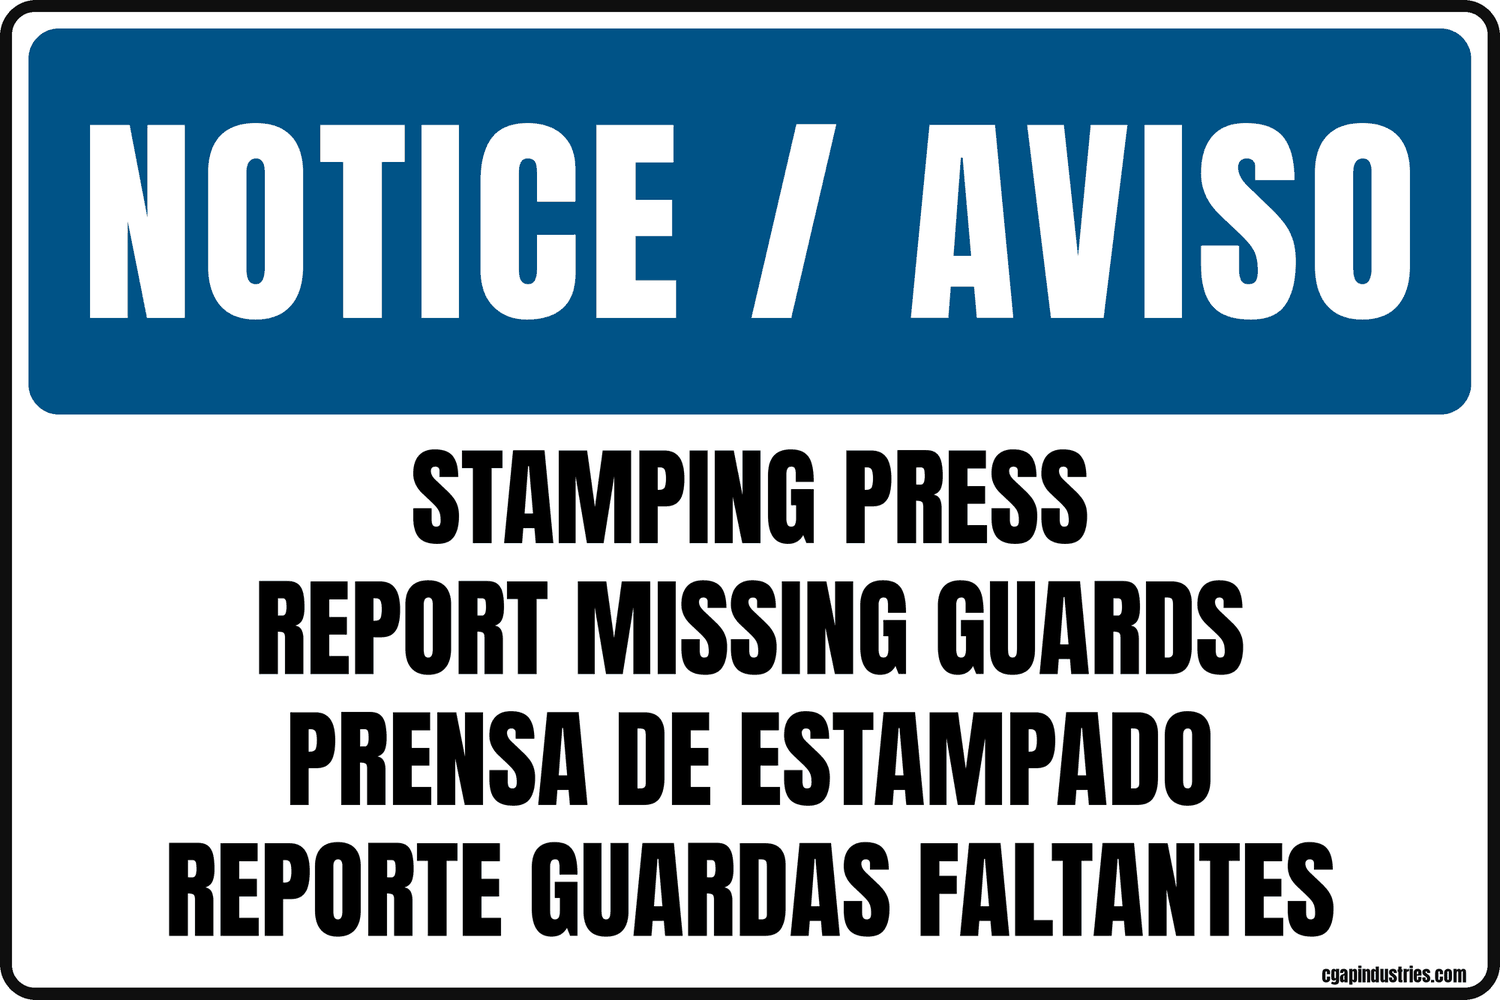 NOTICE / AVISO
STAMPING PRESS
REPORT MISSING GUARDS
PRENSA DE ESTAMPADO
REPORTE GUARDAS FALTANTES
cgapindustries.com